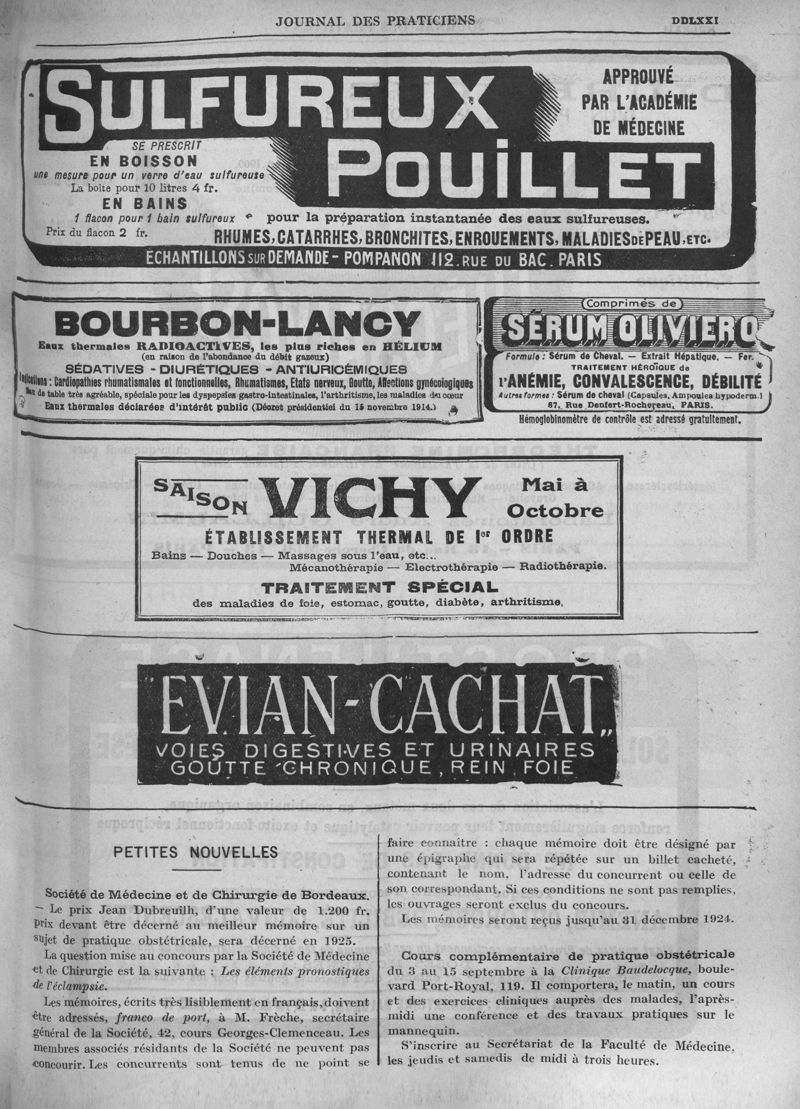 JOURNAL DES PRATICIENS
DDLXXI
SULFUREUX
POUILLET
APPROUVÉ
PAR L'ACADÉMIE
DE MÉDECINE
SE PRESCRIT
EN BOISSON
une mesure pour un verre d'eau sulfureuse
La boîte pour 10 litres 4 fr.
EN BAINS
1 flacon pour 1 bain sulfureux
Prix du flacon 2 fr.
pour la préparation instantanée des eaux sulfureuses.
RHUMES, CATARRHES, BRONCHITES, ENROUEMENTS, MALADIES DE PEAU, ETC.
ÉCHANTILLONS SUR DEMANDE - POMPANON 112. RUE DU BAC. PARIS
BOURBON-LANCY
Eaux thermales RADIOACTIVES, les plus riches en HÉLIUM
(en raison de l'abondance du débit gazeux)
SÉDATIVES - DIURÉTIQUES - ANTIURICÉMIQUES
Indications : Cardiopathies rhumatismales et fonctionnelles, Rhumatismes, Etats nerveux, Goutte, Affections gynécologiques
Eau de table très agréable, spéciale pour les dyspepsies gastro-intestinales, l'arthritisme, les maladies du cœur
Eaux thermales déclarées d'intérêt public (Décret présidentiel du 15 novembre 1914.)
(Comprimés de)
SÉRUM OLIVIERO
Formule : Sérum de Cheval. — Extrait Hépatique. — Fer.
TRAITEMENT HÉROÏQUE de
l'ANÉMIE, CONVALESCENCE, DÉBILITÉ
Autres formes : Sérum de cheval (Capsules, Ampoules hypoderm.)
67, Rue Denfert-Rochereau, PARIS.
Hémoglobinomètre de contrôle est adressé gratuitement.
SAISON VICHY Mai à
Octobre
ÉTABLISSEMENT THERMAL DE 1er ORDRE
Bains — Douches — Massages sous l'eau, etc...
Mécanothérapie — Electrothérapie — Radiothérapie.
TRAITEMENT SPÉCIAL
des maladies de foie, estomac, goutte, diabète, arthritisme,
"EVIAN-CACHAT"
VOIES DIGESTIVES ET URINAIRES
GOUTTE CHRONIQUE, REIN FOIE
PETITES NOUVELLES
Société de Médecine et de Chirurgie de Bordeaux.
— Le prix Jean Dubreuilh, d'une valeur de 1.200 fr.
prix devant être décerné au meilleur mémoire sur un
sujet de pratique obstétricale, sera décerné en 1925.
La question mise au concours par la Société de Médecine
et de Chirurgie est la suivante : Les éléments pronostiques
de l'éclampsie.
Les mémoires, écrits très lisiblement en français, doivent
être adressés, franco de port, à M. Frèche, secrétaire
général de la Société, 42, cours Georges-Clemenceau. Les
membres associés résidants de la Société ne peuvent pas
concourir. Les concurrents sont tenus de ne point se
faire connaître : chaque mémoire doit être désigné par
une épigraphe qui sera répétée sur un billet cacheté,
contenant le nom, l'adresse du concurrent ou celle de
son correspondant. Si ces conditions ne sont pas remplies,
les ouvrages seront exclus du concours.
Les mémoires seront reçus jusqu'au 31 décembre 1924.
Cours complémentaire de pratique obstétricale
du 3 au 15 septembre à la Clinique Baudelocque, boule-
vard Port-Royal, 119. Il comportera, le matin, un cours
et des exercices cliniques auprès des malades, l'après-
midi une conférence et des travaux pratiques sur le
mannequin.
S'inscrire au Secrétariat de la Faculté de Médecine,
les jeudis et samedis de midi à trois heures.